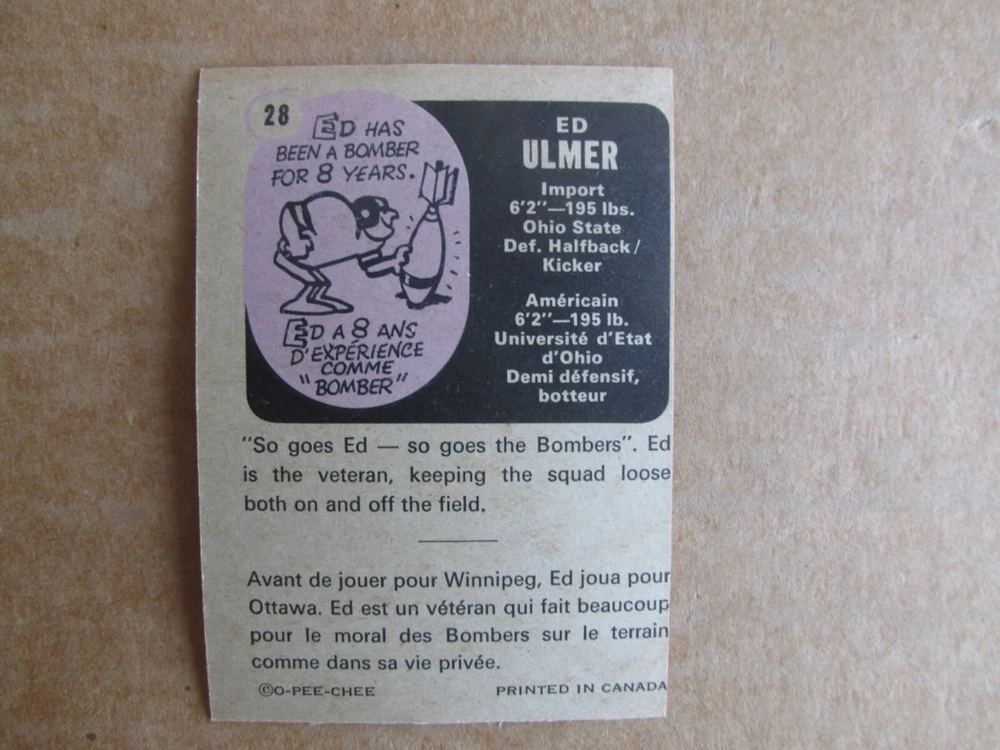 28
ED HAS
BEEN A BOMBER
FOR 8 YEARS.
ED A 8 ANS
D'EXPÉRIENCE
COMME
"BOMBER"
ED
ULMER
Import
6'2"—195 lbs.
Ohio State
Def. Halfback/
Kicker
Américain
6'2"—195 lb.
Université d'Etat
d'Ohio
Demi défensif,
botteur
"So goes Ed — so goes the Bombers". Ed
is the veteran, keeping the squad loose
both on and off the field.
Avant de jouer pour Winnipeg, Ed joua pour
Ottawa. Ed est un vétéran qui fait beaucoup
pour le moral des Bombers sur le terrain
comme dans sa vie privée.
©O-PEE-CHEE
PRINTED IN CANADA